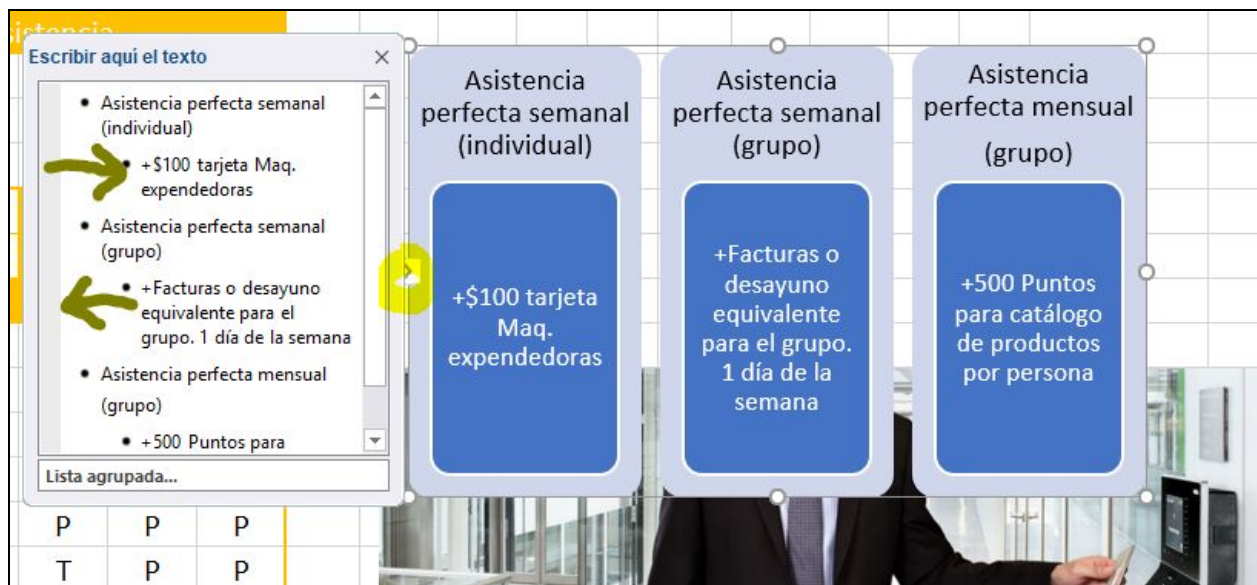 istencia
Escribir aquí el texto
Asistencia perfecta semanal
(individual)
+$100 tarjeta Maq.
expendedoras
Asistencia perfecta semanal
(grupo)
+Facturas o desayuno
equivalente para el
grupo. 1 día de la semana
Asistencia perfecta mensual
(grupo)
+500 Puntos para
Lista agrupada...
Asistencia
perfecta semanal
(individual)
+$100 tarjeta
Maq.
expendedoras
Asistencia
perfecta semanal
(grupo)
+Facturas o
desayuno
equivalente
para el grupo.
1 día de la
semana
Asistencia
perfecta mensual
(grupo)
+500 Puntos
para catálogo
de productos
por persona
P P P
T P P